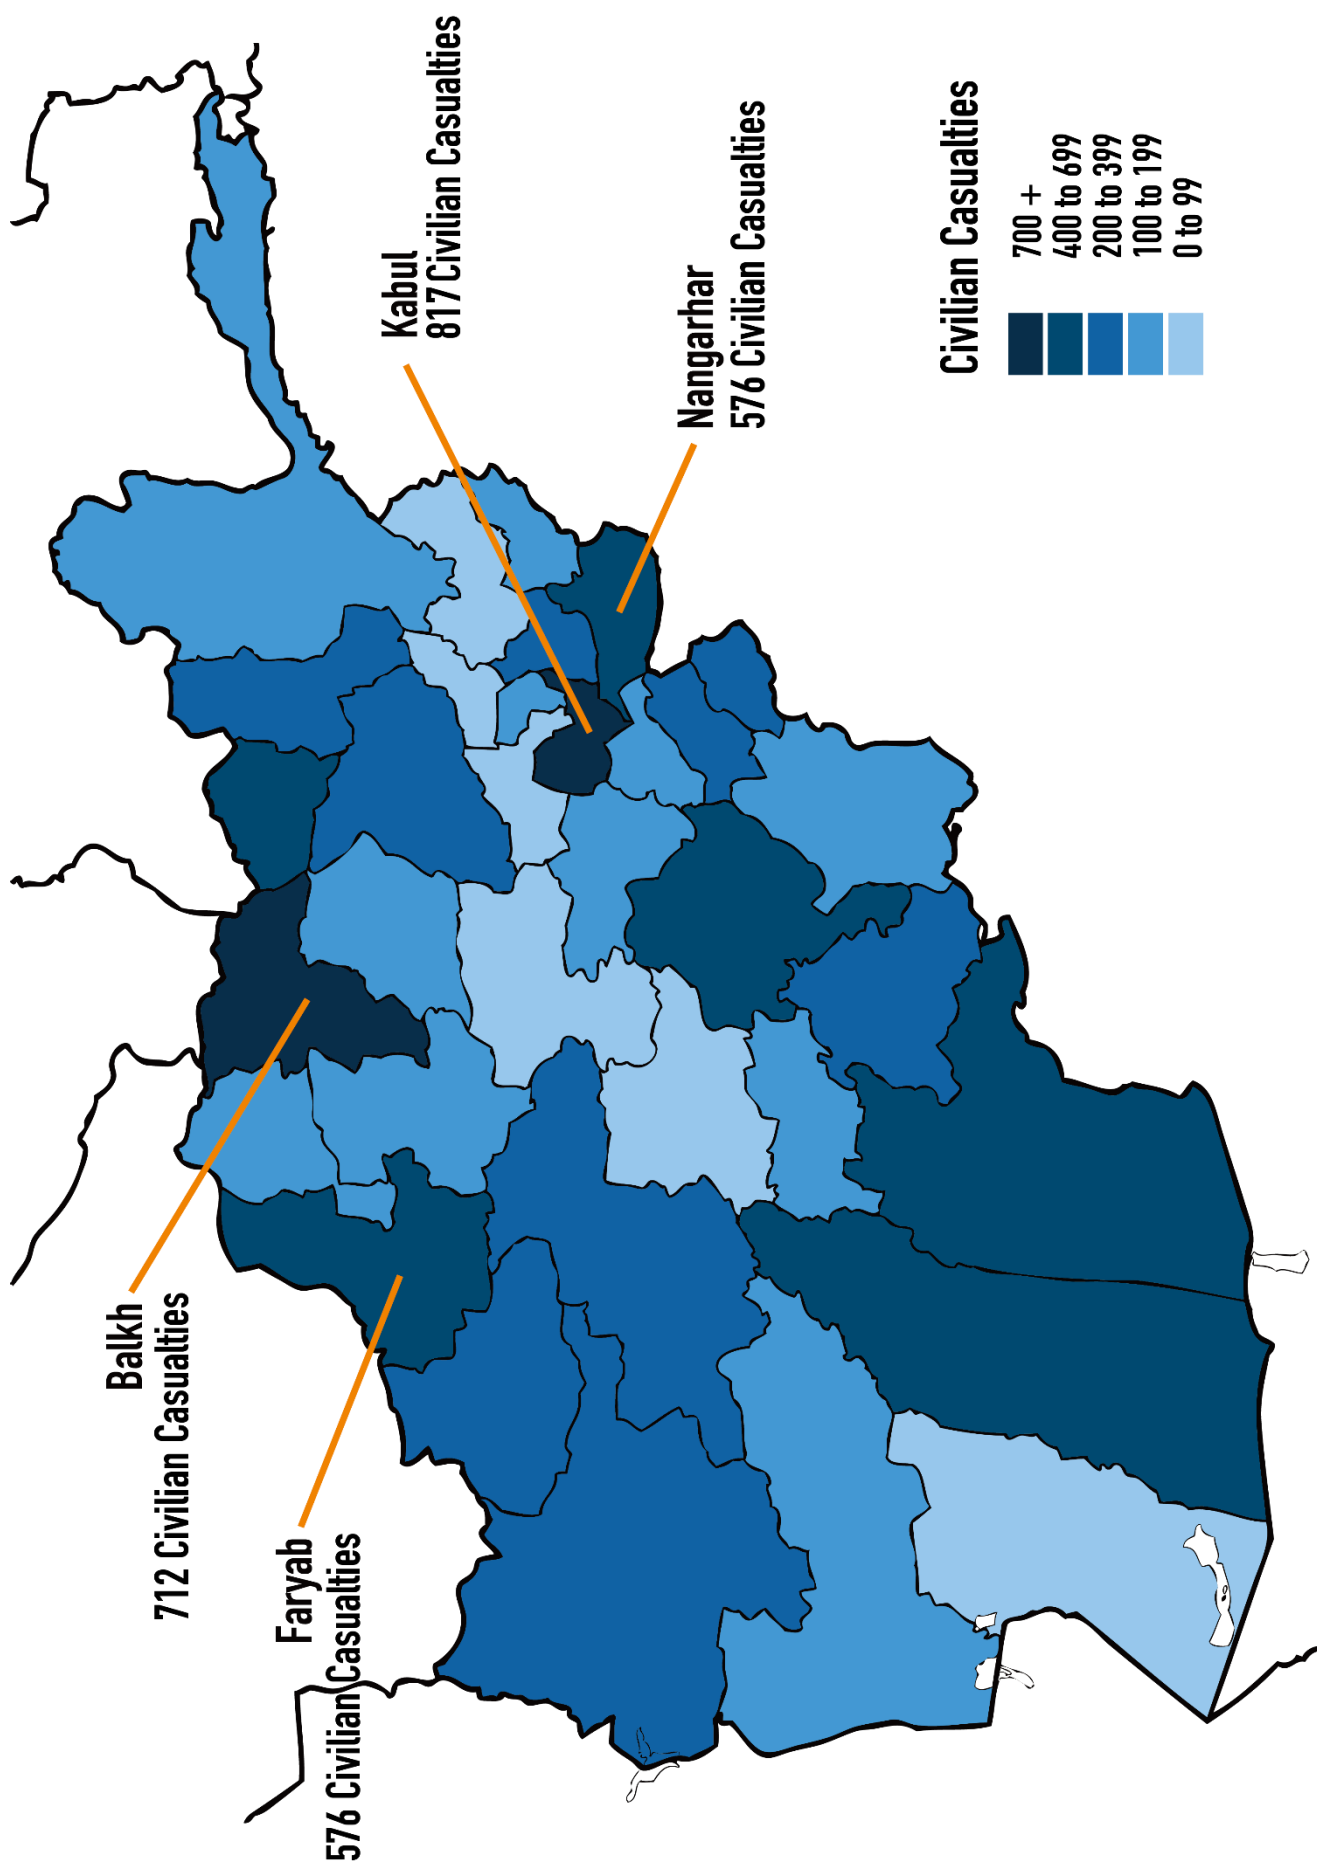 Balkh
712 Civilian Casualties
Faryab
576 Civilian Casualties
Kabul
817 Civilian Casualties
Nangarhar
576 Civilian Casualties
Civilian Casualties
700 +
400 to 699
200 to 399
100 to 199
0 to 99